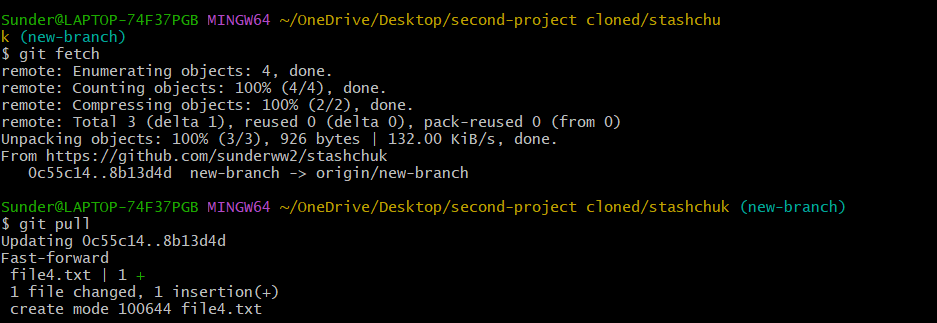 Sunder@LAPTOP-74F37PGB MINGW64 ~/OneDrive/Desktop/second-project cloned/stashchu
k (new-branch)
$ git fetch
remote: Enumerating objects: 4, done.
remote: Counting objects: 100% (4/4), done.
remote: Compressing objects: 100% (2/2), done.
remote: Total 3 (delta 1), reused 0 (delta 0), pack-reused 0 (from 0)
Unpacking objects: 100% (3/3), 926 bytes | 132.00 KiB/s, done.
From https://github.com/sunderww2/stashchuk
   0c55c14..8b13d4d  new-branch -> origin/new-branch

Sunder@LAPTOP-74F37PGB MINGW64 ~/OneDrive/Desktop/second-project cloned/stashchuk (new-branch)
$ git pull
Updating 0c55c14..8b13d4d
Fast-forward
 file4.txt | 1 +
 1 file changed, 1 insertion(+)
 create mode 100644 file4.txt